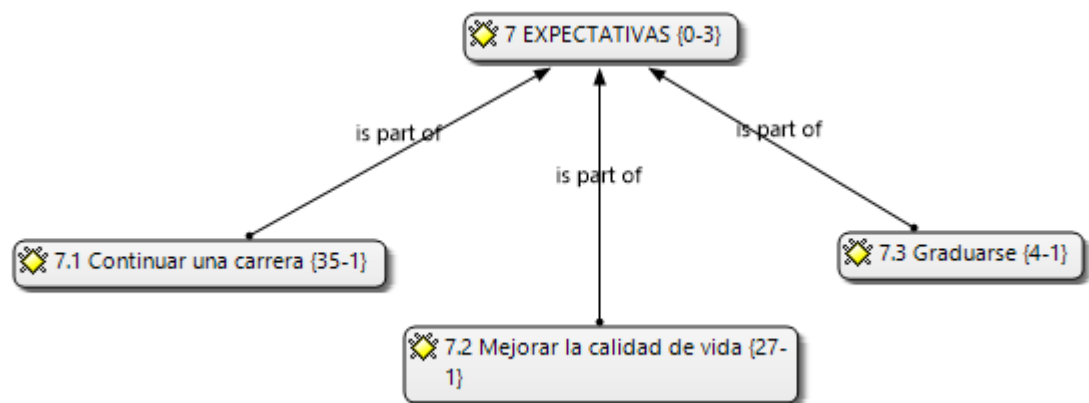 7 EXPECTATIVAS {0-3}
is part of
is part of
is part of
7.1 Continuar una carrera {35-1}
7.3 Graduarse {4-1}
7.2 Mejorar la calidad de vida {27-
1}